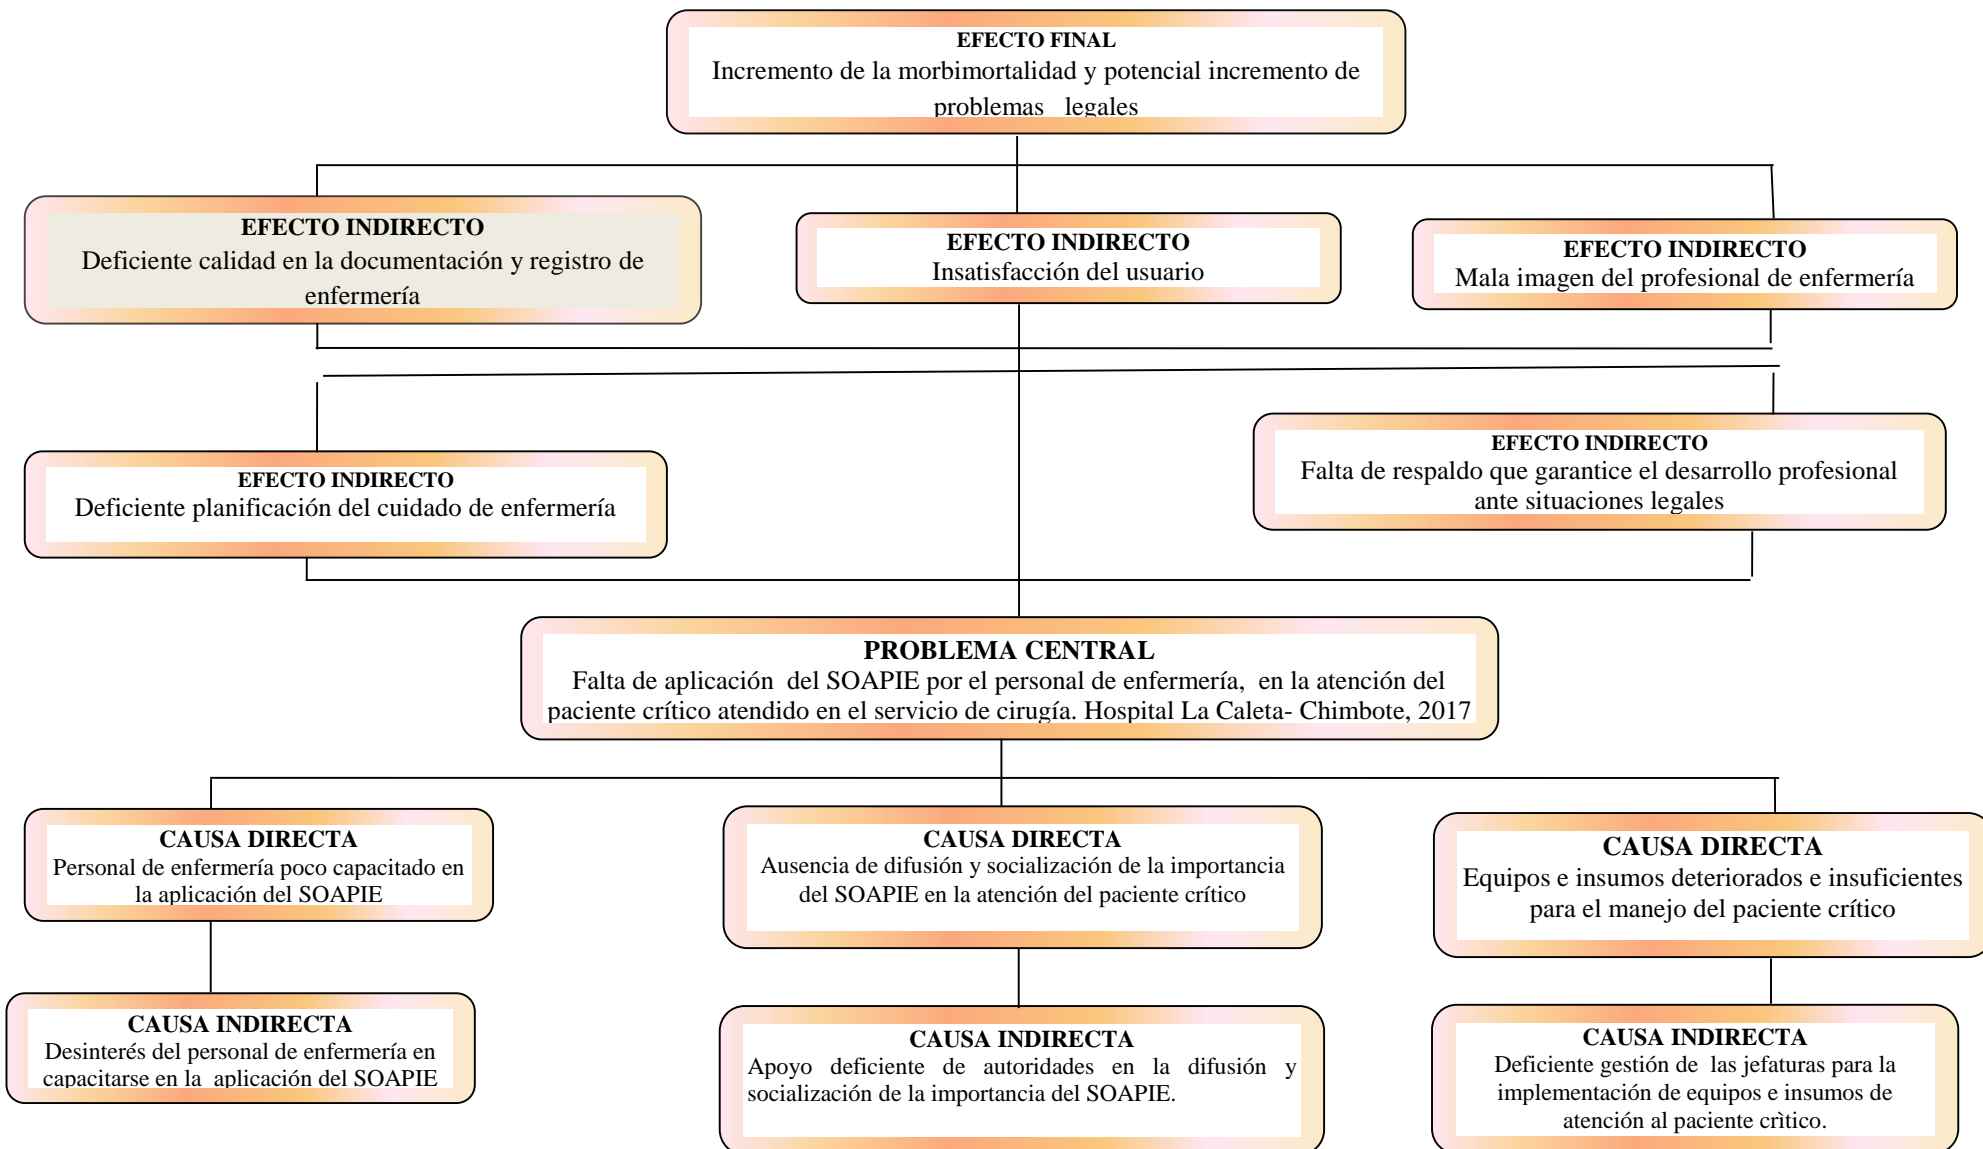 EFECTO FINAL
Incremento de la morbimortalidad y potencial incremento de
problemas legales
EFECTO INDIRECTO
Deficiente calidad en la documentación y registro de
enfermería
EFECTO INDIRECTO
Insatisfacción del usuario
EFECTO INDIRECTO
Mala imagen del profesional de enfermería
EFECTO INDIRECTO
Deficiente planificación del cuidado de enfermería
EFECTO INDIRECTO
Falta de respaldo que garantice el desarrollo profesional
ante situaciones legales
PROBLEMA CENTRAL
Falta de aplicación del SOAPIE por el personal de enfermería, en la atención del
paciente crítico atendido en el servicio de cirugía. Hospital La Caleta- Chimbote, 2017
CAUSA DIRECTA
Personal de enfermería poco capacitado en
la aplicación del SOAPIE
CAUSA DIRECTA
Ausencia de difusión y socialización de la importancia
del SOAPIE en la atención del paciente crítico
CAUSA DIRECTA
Equipos e insumos deteriorados e insuficientes
para el manejo del paciente crítico
CAUSA INDIRECTA
Desinterés del personal de enfermería en
capacitarse en la aplicación del SOAPIE
CAUSA INDIRECTA
Apoyo deficiente de autoridades en la difusión y
socialización de la importancia del SOAPIE.
CAUSA INDIRECTA
Deficiente gestión de las jefaturas para la
implementación de equipos e insumos de
atención al paciente crìtico.